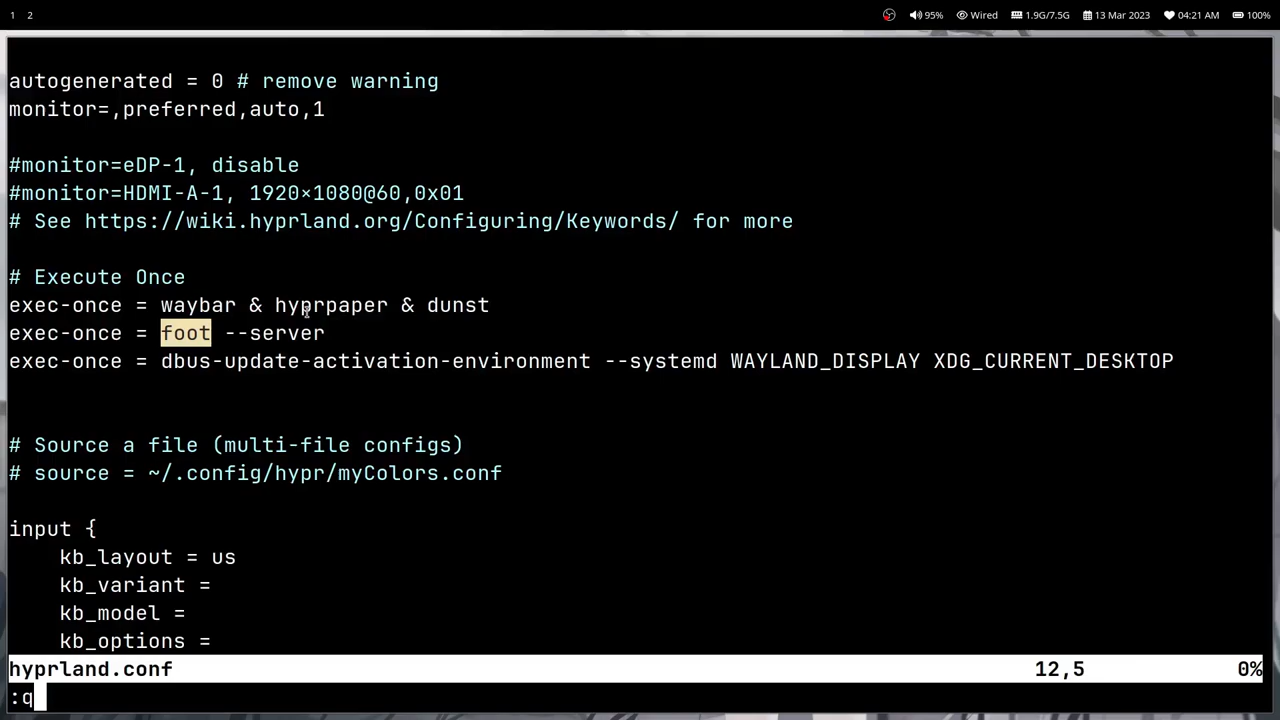 1 2 95% Wired 1.9G/7.5G 13 Mar 2023 04:21 AM 100%
autogenerated = 0 # remove warning
monitor=,preferred,auto,1
#monitor=eDP-1, disable
#monitor=HDMI-A-1, 1920×1080@60,0x01
# See https://wiki.hyprland.org/Configuring/Keywords/ for more
# Execute Once
exec-once = waybar & hyprpaper & dunst
exec-once = foot --server
exec-once = dbus-update-activation-environment --systemd WAYLAND_DISPLAY XDG_CURRENT_DESKTOP
# Source a file (multi-file configs)
# source = ~/.config/hypr/myColors.conf
input {
kb_layout = us
kb_variant =
kb_model =
kb_options =
hyprland.conf 12,5 0%
:q